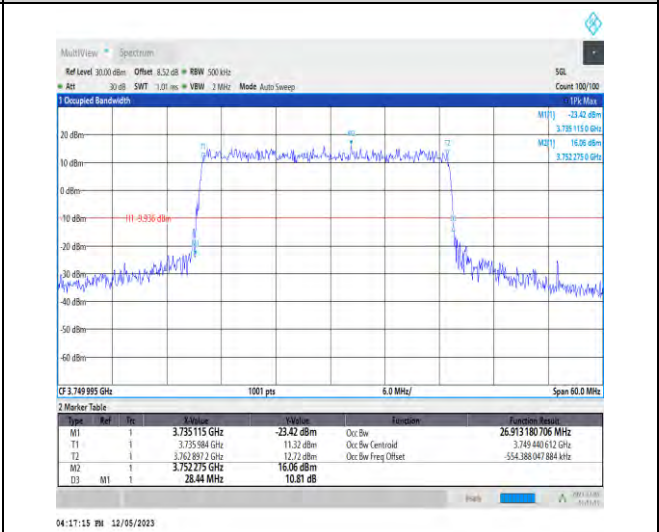 MultiView Spectrum
Ref Level 30.00 dBm Offset 8.52 dB RBW 500 kHz SGL
Att 30 dB SWT 1.01 ms VBW 2 MHz Mode Auto Sweep Count 100/100
1 Occupied Bandwidth 1Pk Max
M1[1] -23.42 dBm
3.735 115 0 GHz
M2[1] 16.06 dBm
3.752 275 0 GHz
20 dBm
T1 M2 T2
10 dBm
0 dBm
-10 dBm H1 -9.936 dBm
-20 dBm
-30 dBm
-40 dBm
-50 dBm
-60 dBm
CF 3.749 995 GHz 1001 pts 6.0 MHz/ Span 60.0 MHz
2 Marker Table
Type Ref Trc X-Value Y-Value Function Function Result
M1 1 3.735115 GHz -23.42 dBm Occ Bw 26.913 180 706 MHz
T1 1 3.735 984 GHz 11.32 dBm Occ Bw Centroid 3.749 440 612 GHz
T2 1 3.762 897 2 GHz 12.72 dBm Occ Bw Freq Offset -554.388 047 884 kHz
M2 1 3.752 275 GHz 16.06 dBm
D3 M1 1 28.44 MHz 10.81 dB
04:17:15 PM 12/05/2023